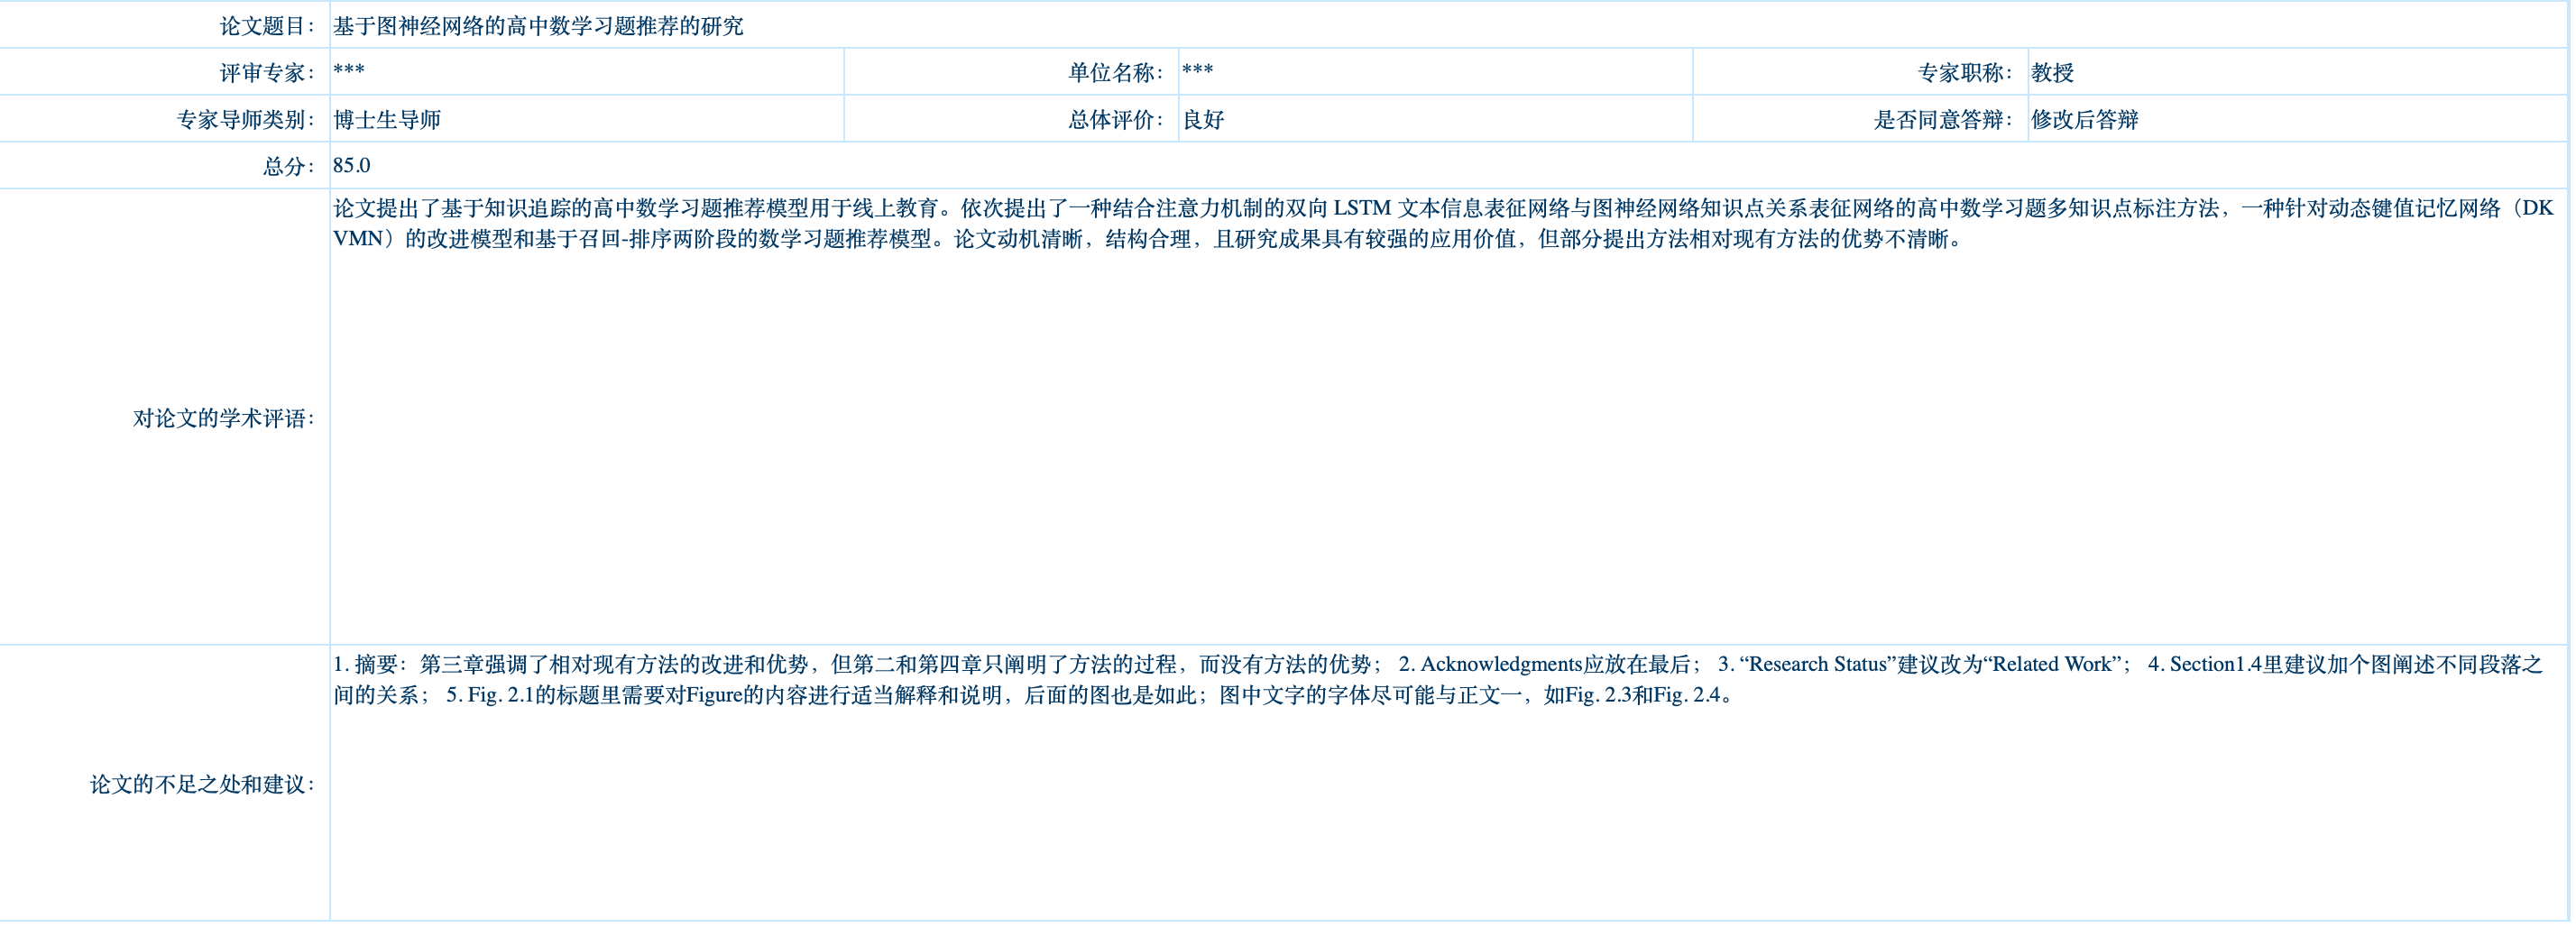 论文题目： 基于图神经网络的高中数学习题推荐的研究
评审专家： *** 单位名称： *** 专家职称： 教授
专家导师类别： 博士生导师 总体评价： 良好 是否同意答辩： 修改后答辩
总分： 85.0
对论文的学术评语：
论文提出了基于知识追踪的高中数学习题推荐模型用于线上教育。依次提出了一种结合注意力机制的双向 LSTM 文本信息表征网络与图神经网络知识点关系表征网络的高中数学习题多知识点标注方法，一种针对动态键值记忆网络（DK
VMN）的改进模型和基于召回-排序两阶段的数学习题推荐模型。论文动机清晰，结构合理，且研究成果具有较强的应用价值，但部分提出方法相对现有方法的优势不清晰。
论文的不足之处和建议：
1. 摘要：第三章强调了相对现有方法的改进和优势，但第二和第四章只阐明了方法的过程，而没有方法的优势； 2. Acknowledgments应放在最后； 3. “Research Status”建议改为“Related Work”； 4. Section1.4里建议加个图阐述不同段落之
间的关系； 5. Fig. 2.1的标题里需要对Figure的内容进行适当解释和说明，后面的图也是如此；图中文字的字体尽可能与正文一，如Fig. 2.3和Fig. 2.4。